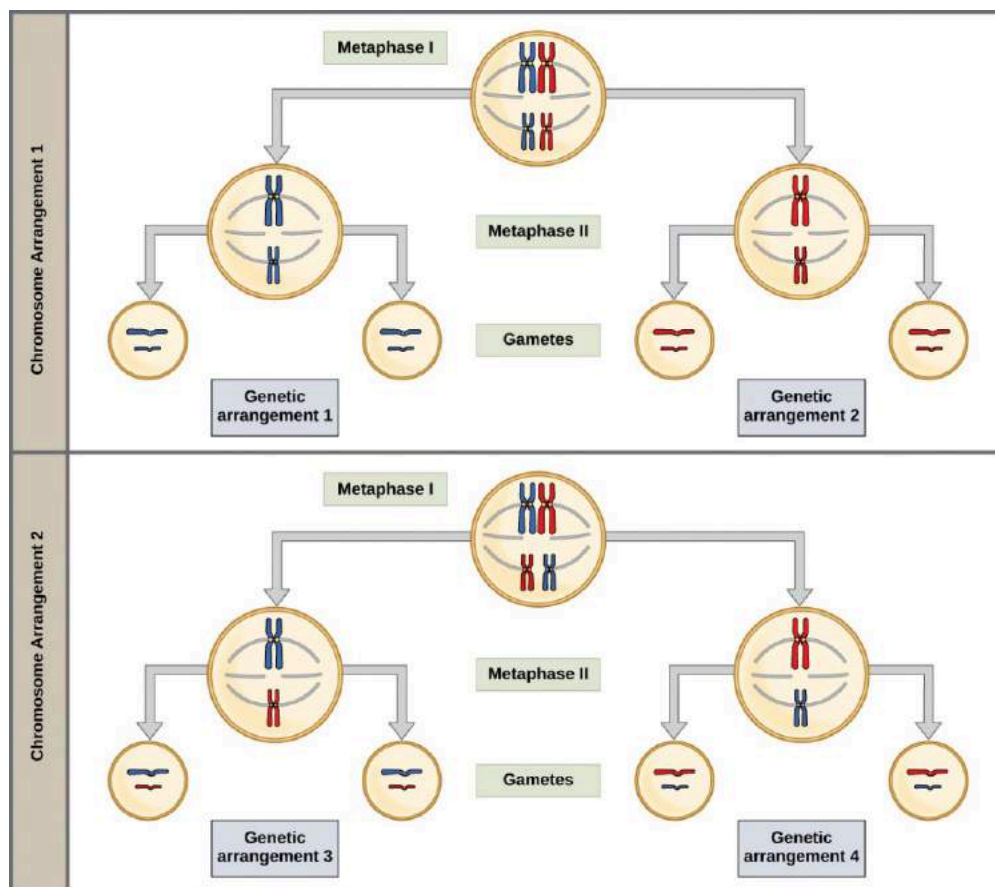 Chromosome Arrangement 1
Metaphase I
Metaphase II
Gametes
Genetic
arrangement 1
Genetic
arrangement 2
Chromosome Arrangement 2
Metaphase I
Metaphase II
Gametes
Genetic
arrangement 3
Genetic
arrangement 4